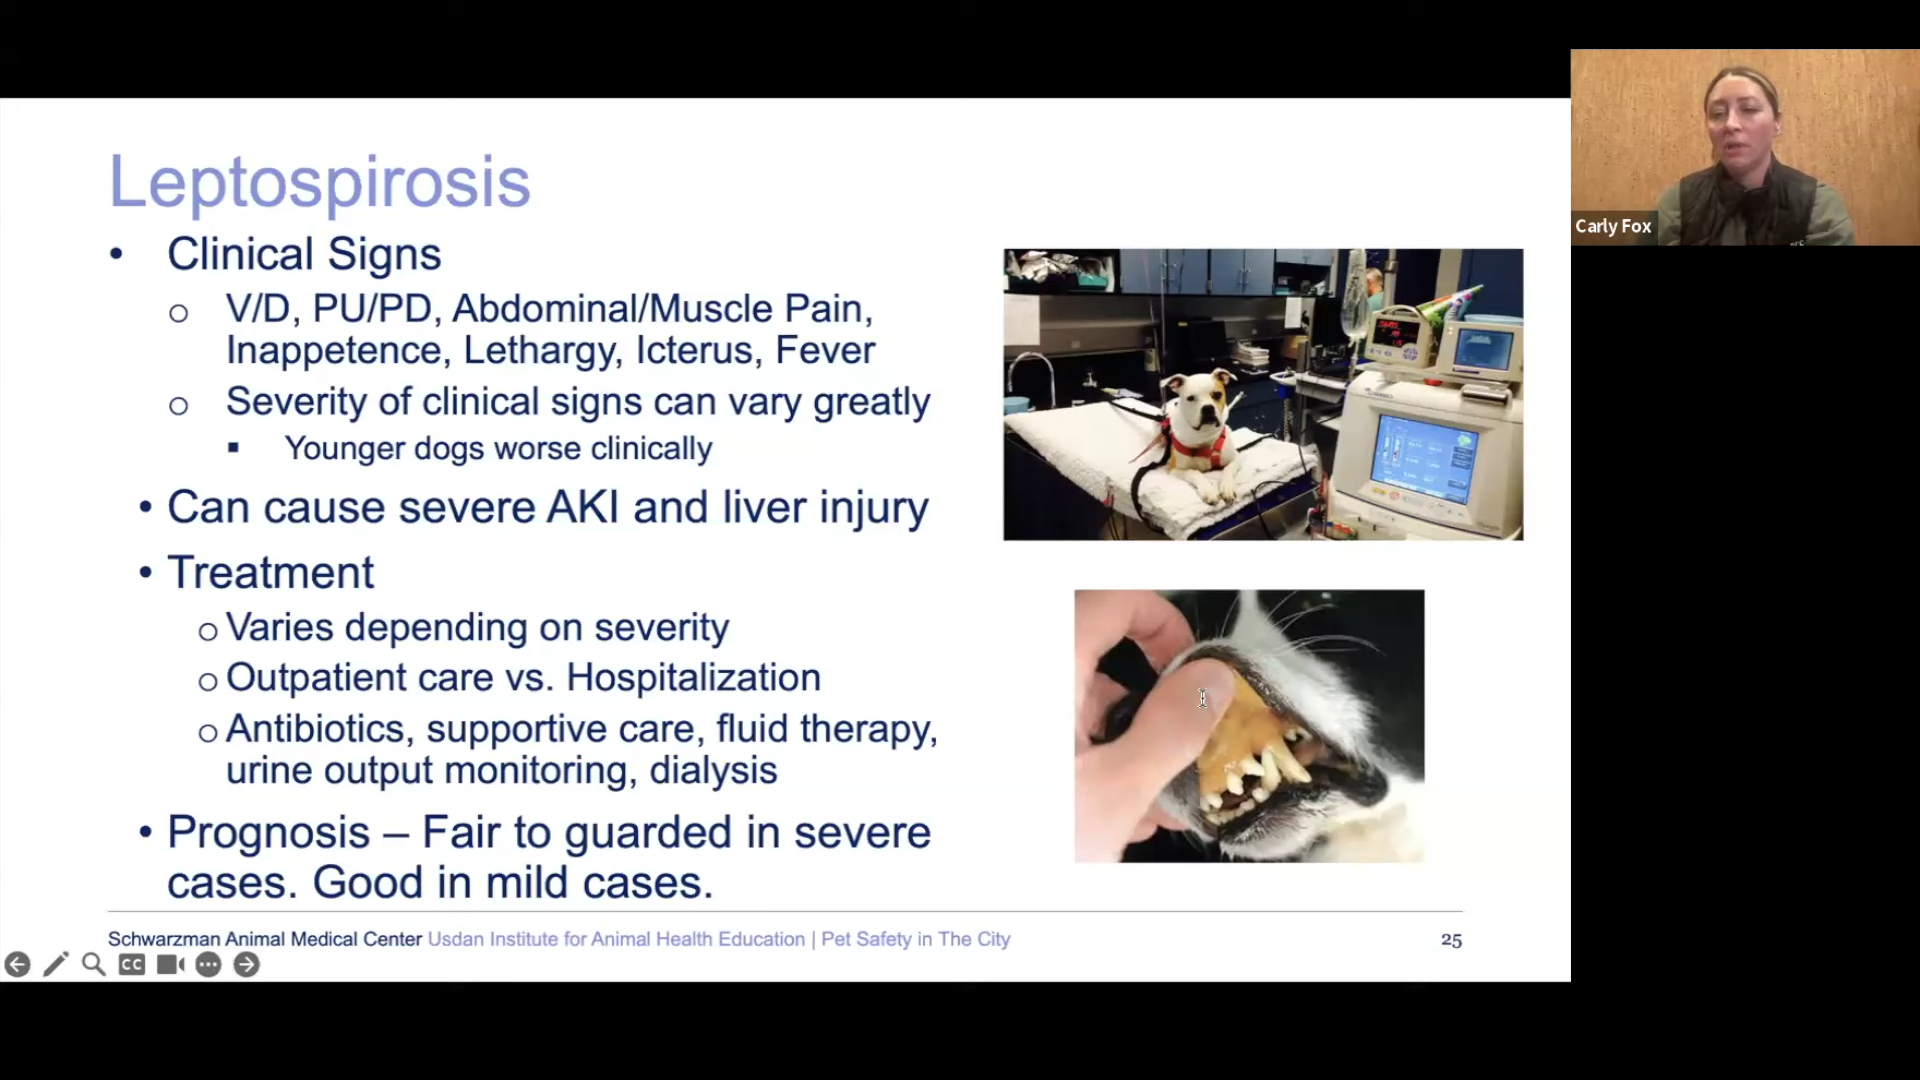 Leptospirosis
• Clinical Signs
o V/D, PU/PD, Abdominal/Muscle Pain,
Inappetence, Lethargy, Icterus, Fever
o Severity of clinical signs can vary greatly
▪ Younger dogs worse clinically
• Can cause severe AKI and liver injury
• Treatment
o Varies depending on severity
o Outpatient care vs. Hospitalization
o Antibiotics, supportive care, fluid therapy,
urine output monitoring, dialysis
• Prognosis – Fair to guarded in severe
cases. Good in mild cases.
Schwarzman Animal Medical Center Usdan Institute for Animal Health Education | Pet Safety in The City
25
CC
Carly Fox